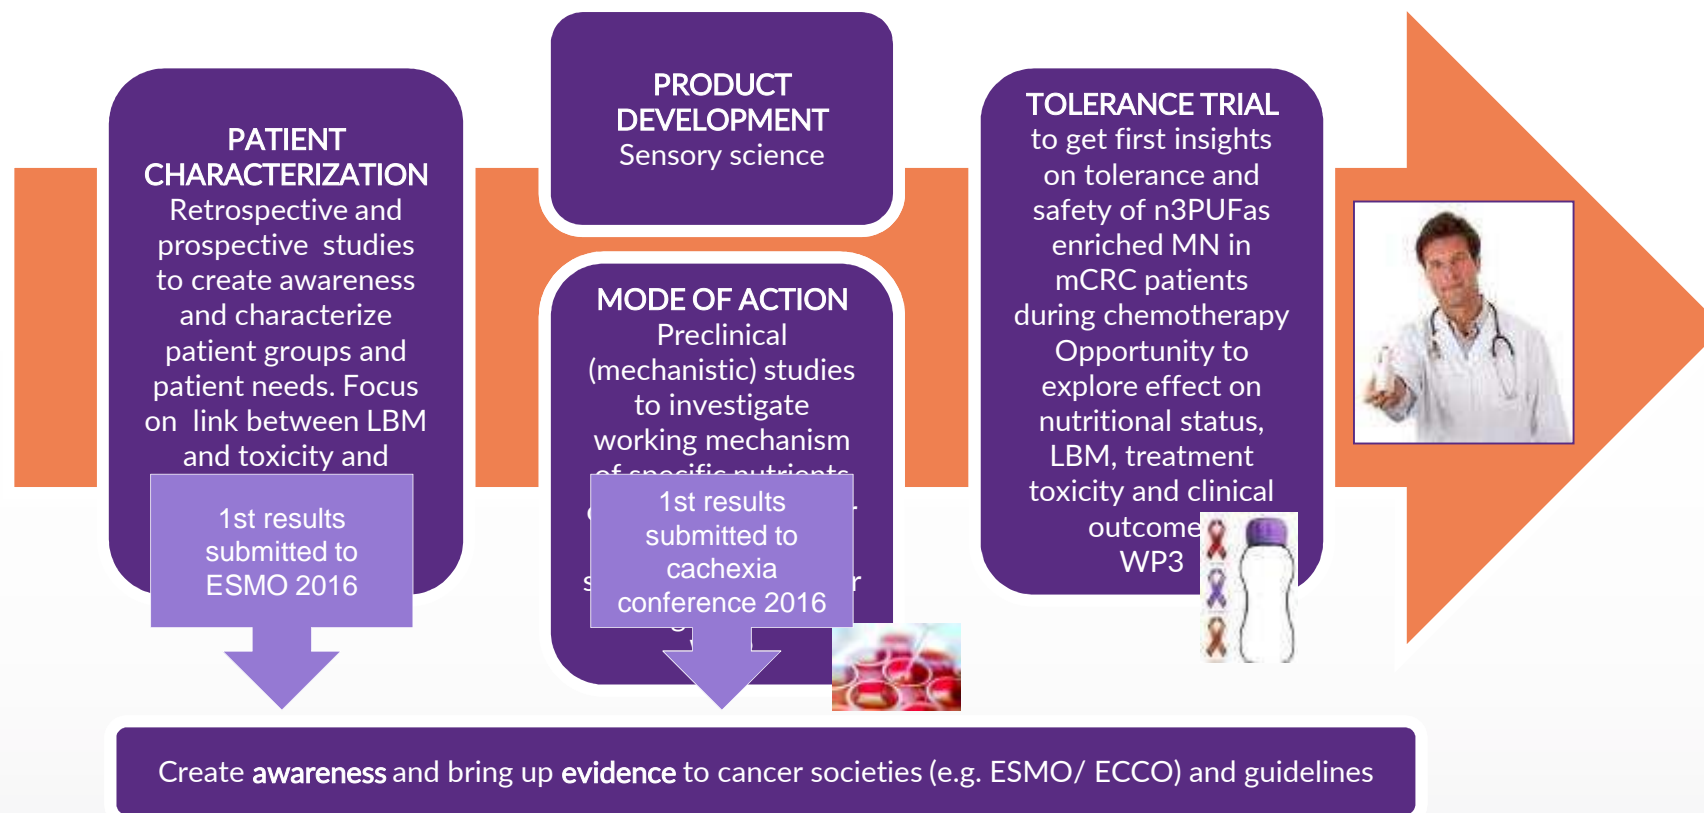 PATIENT
CHARACTERIZATION
Retrospective and
prospective studies
to create awareness
and characterize
patient groups and
patient needs. Focus
on link between LBM
and toxicity and
1st results
submitted to
ESMO 2016
PRODUCT
DEVELOPMENT
Sensory science
MODE OF ACTION
Preclinical
(mechanistic) studies
to investigate
working mechanism
of specific nutrients
1st results
submitted to
cachexia
conference 2016
TOLERANCE TRIAL
to get first insights
on tolerance and
safety of n3PUFas
enriched MN in
mCRC patients
during chemotherapy
Opportunity to
explore effect on
nutritional status,
LBM, treatment
toxicity and clinical
outcome
WP3
Create awareness and bring up evidence to cancer societies (e.g. ESMO/ ECCO) and guidelines